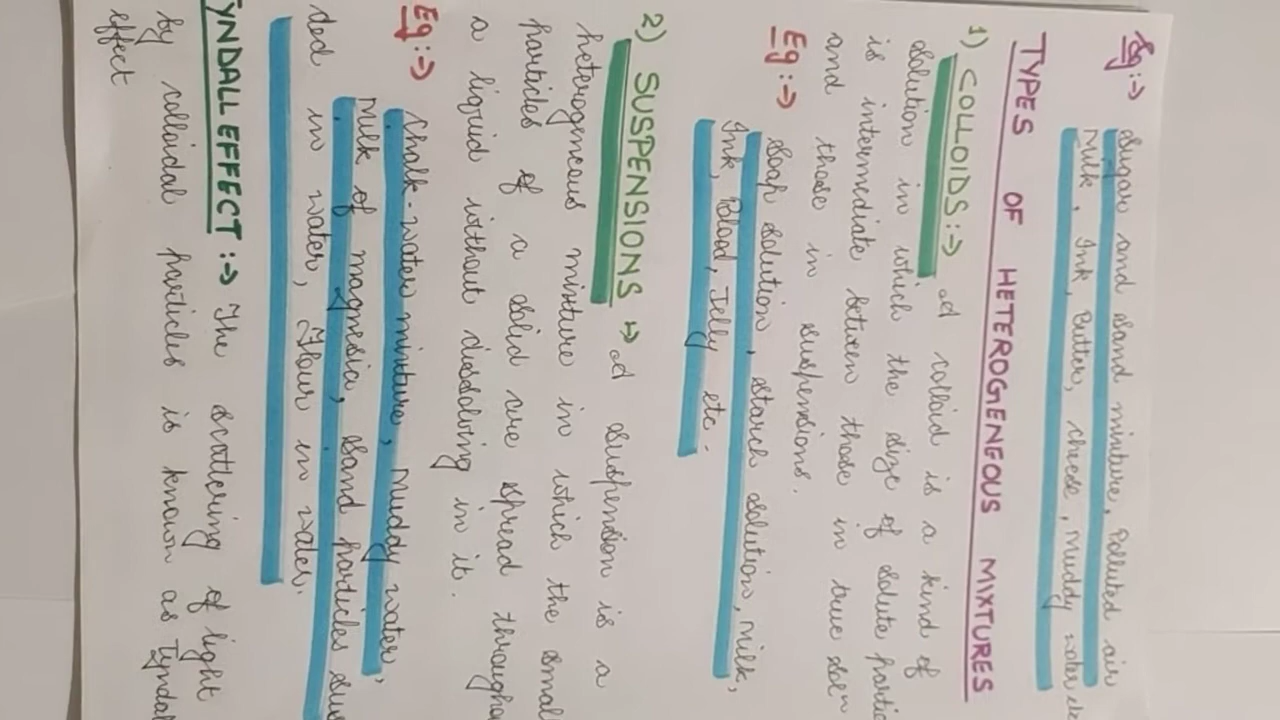 Eg :->
Sugar and sand mixture, Polluted air
Milk, Ink, Butter, cheese, Muddy water etc
TYPES OF HETEROGENEOUS MIXTURES
1) COLLOIDS :-> A colloid is a kind of
solution in which the size of solute partic
is intermediate between those in true soln
and those in suspensions.
Eg :-> Soap solution, starch solution, milk,
Ink, Blood, Jelly etc.
2) SUSPENSIONS :-> A suspension is a
heterogeneous mixture in which the small
particles of a solid are spread througho
a liquid without dissolving in it.
Eg :-> Chalk-water mixture, Muddy water,
Milk of magnesia, Sand particles sus
ded in water, Flour in water.
YNDALL EFFECT :-> The scattering of light
by colloidal particles is known as Tyndal
effect